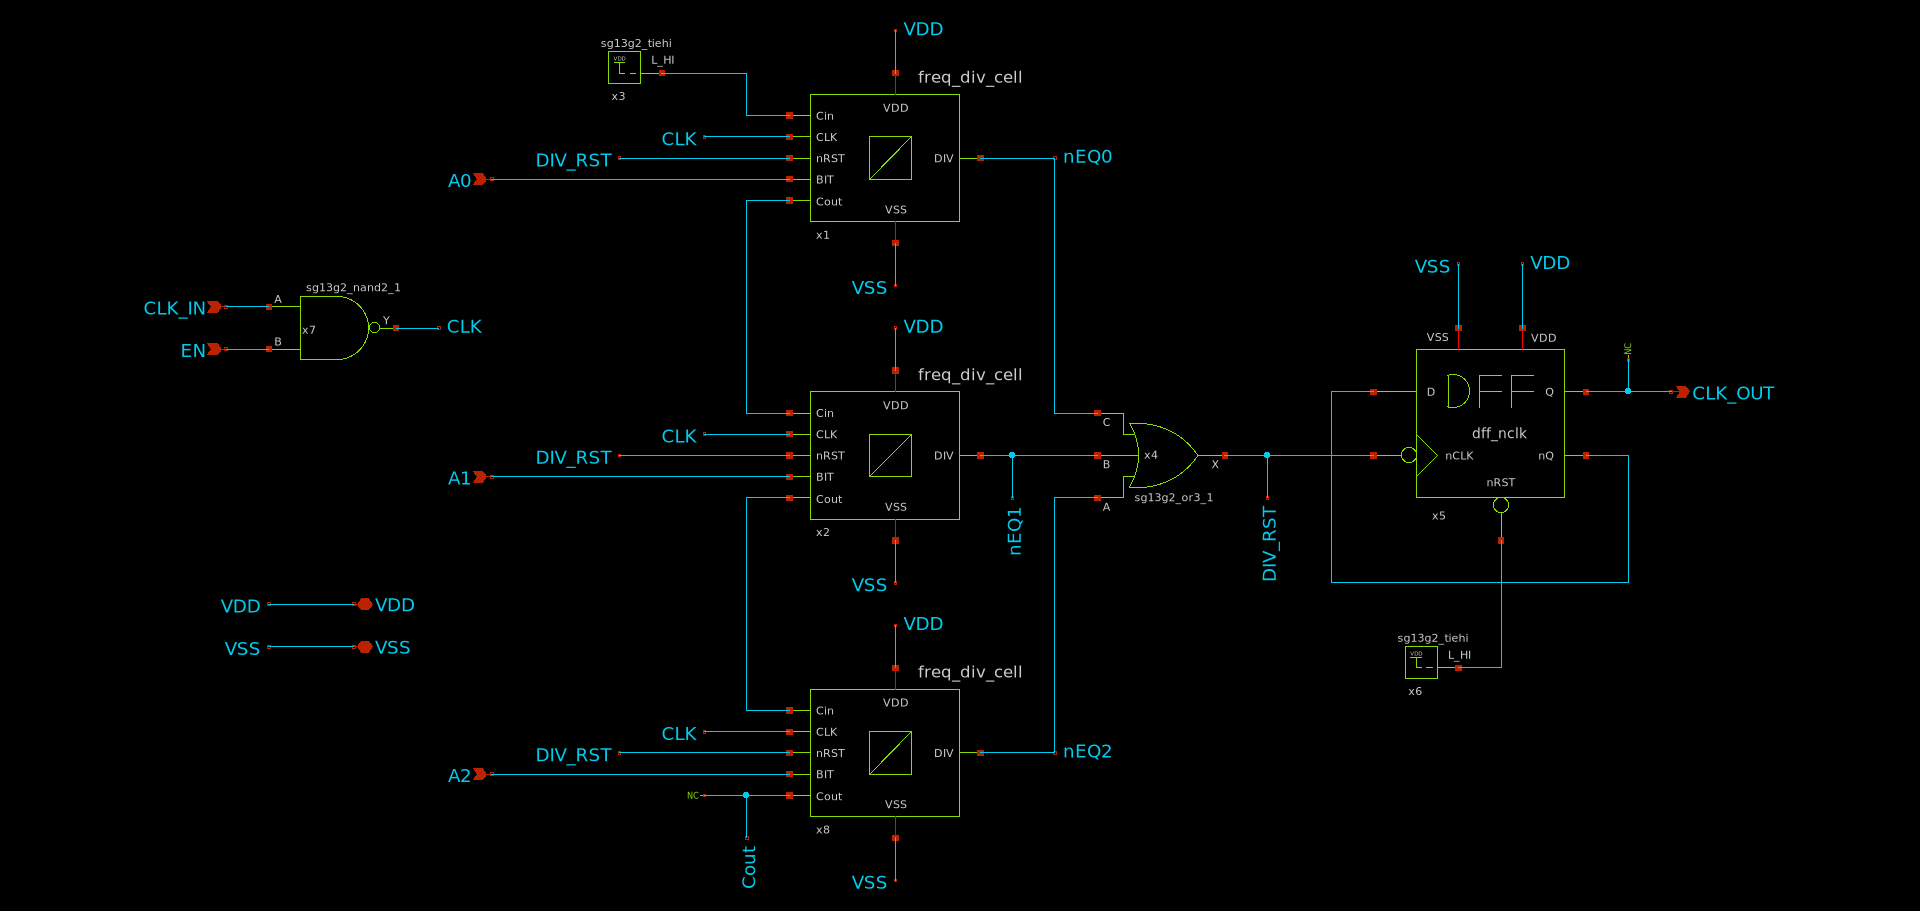 VDD
sg13g2_tiehi
VDD
L_HI
x3
freq_div_cell
VDD
Cin
CLK
CLK
DIV_RST
nRST
DIV
nEQ0
A0
BIT
Cout
VSS
x1
VSS
sg13g2_nand2_1
CLK_IN
A
x7
Y
CLK
EN
B
VDD
freq_div_cell
VDD
Cin
CLK
CLK
DIV_RST
nRST
DIV
A1
BIT
Cout
VSS
x2
VSS
nEQ1
C
B
A
x4
X
sg13g2_or3_1
DIV_RST
VSS
VDD
VSS
VDD
NC
D
DFF
Q
CLK_OUT
dff_nclk
nCLK
nQ
nRST
x5
sg13g2_tiehi
VDD
L_HI
x6
VDD
VDD
VSS
VSS
VDD
freq_div_cell
VDD
Cin
CLK
CLK
DIV_RST
nRST
DIV
nEQ2
A2
BIT
NC
Cout
VSS
x8
Cout
VSS